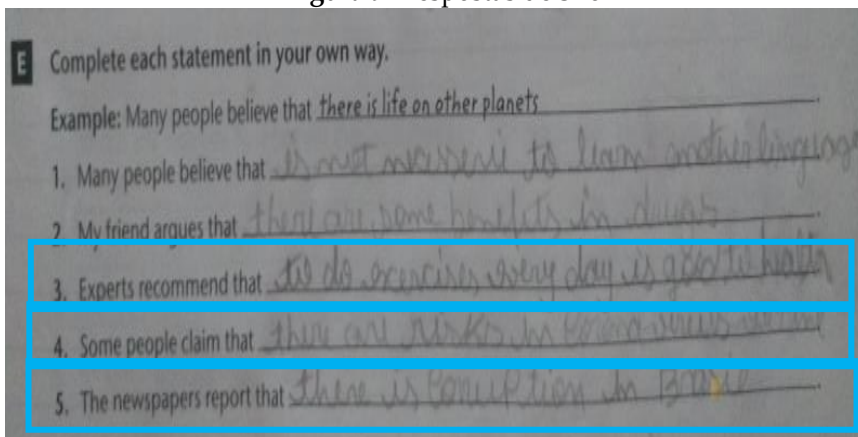 E Complete each statement in your own way.
Example: Many people believe that there is life on other planets.
1. Many people believe that is not to learn another
2. My friend argues that there are some benefits in drugs.
3. Experts recommend that to do exercises every day is good to health
4. Some people claim that there are risks in
5. The newspapers report that there is corruption in